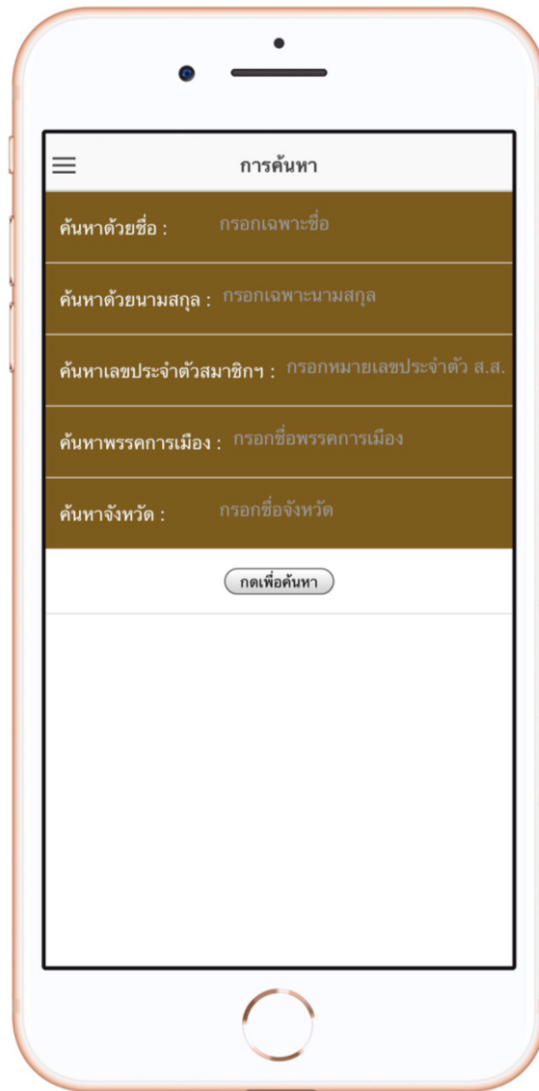 การค้นหา
ค้นหาด้วยชื่อ : กรอกเฉพาะชื่อ
ค้นหาด้วยนามสกุล : กรอกเฉพาะนามสกุล
ค้นหาเลขประจำตัวสมาชิกฯ : กรอกหมายเลขประจำตัว ส.ส.
ค้นหาพรรคการเมือง : กรอกชื่อพรรคการเมือง
ค้นหาจังหวัด : กรอกชื่อจังหวัด
กดเพื่อค้นหา